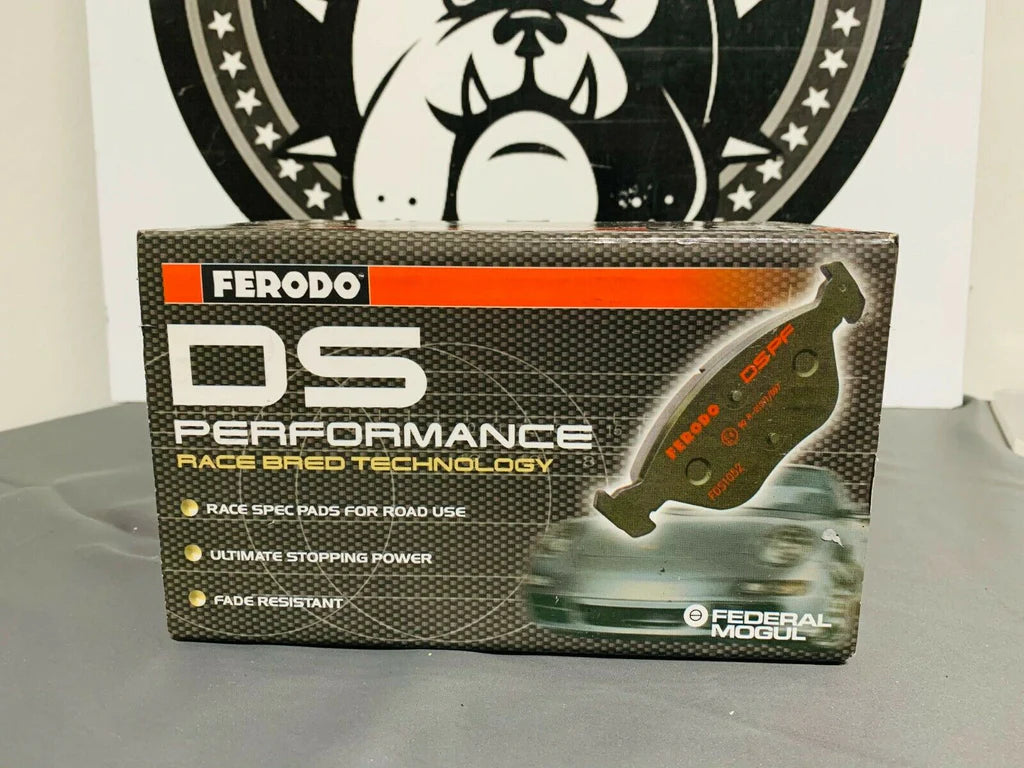 FERODO™
DS
PERFORMANCE
RACE BRED TECHNOLOGY
RACE SPEC PADS FOR ROAD USE
ULTIMATE STOPPING POWER
FADE RESISTANT
DSPF
FERODO
FEDERAL
MOGUL